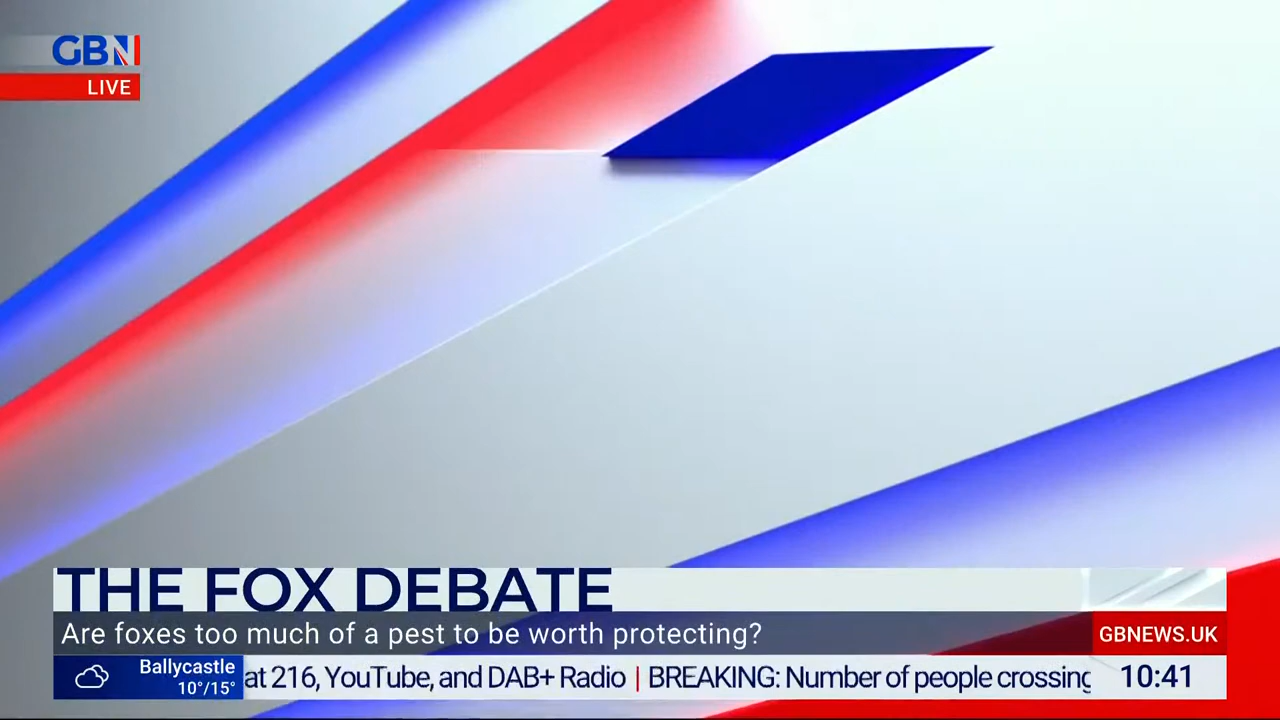 GBN
LIVE
THE FOX DEBATE
Are foxes too much of a pest to be worth protecting?
GBNEWS.UK
Ballycastle
10°/15°
at 216, YouTube, and DAB+ Radio | BREAKING: Number of people crossing
10:41